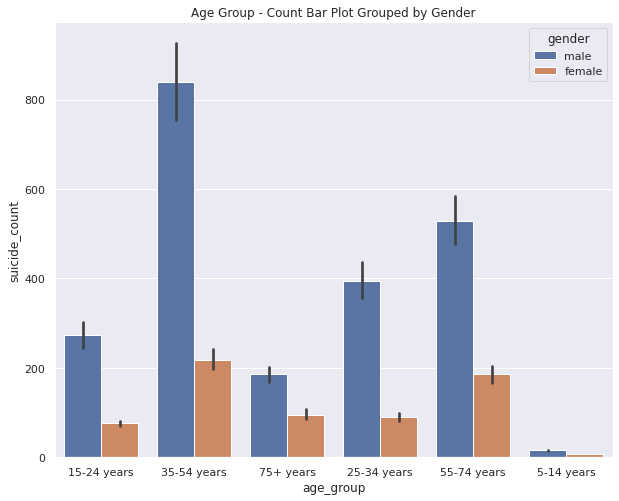 Age Group - Count Bar Plot Grouped by Gender
gender
male
female
suicide_count
800
600
400
200
0
15-24 years
35-54 years
75+ years
25-34 years
55-74 years
5-14 years
age_group